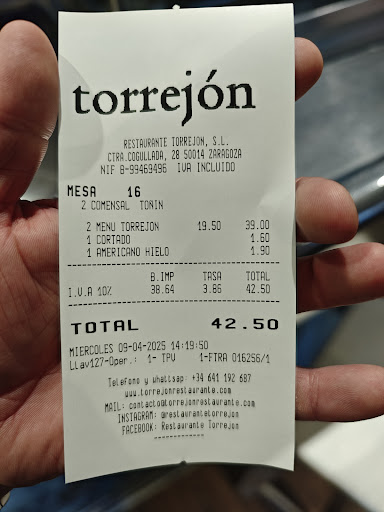 torrejón
RESTAURANTE TORREJON, S.L.
CTRA.COGULLADA, 28 50014 ZARAGOZA
NIF B-99469496 IVA INCLUIDO
MESA 16
2 COMENSAL TONIN
2 MENU TORREJON 19.50 39.00
1 CORTADO 1.60
1 AMERICANO HIELO 1.90
B.IMP TASA TOTAL
I.V.A 10% 38.64 3.86 42.50
TOTAL 42.50
MIERCOLES 09-04-2025 14:19:50
LLav127-Oper.: 1- TPV 1-FTRA 016256/1
Telefono y whattsap: +34 641 192 687
www.torrejonrestaurante.com
MAIL: contacto@torrejonrestaurante.com
INSTAGRAM: @restaurantetorrejon
FACEBOOK: Restaurante Torrejon